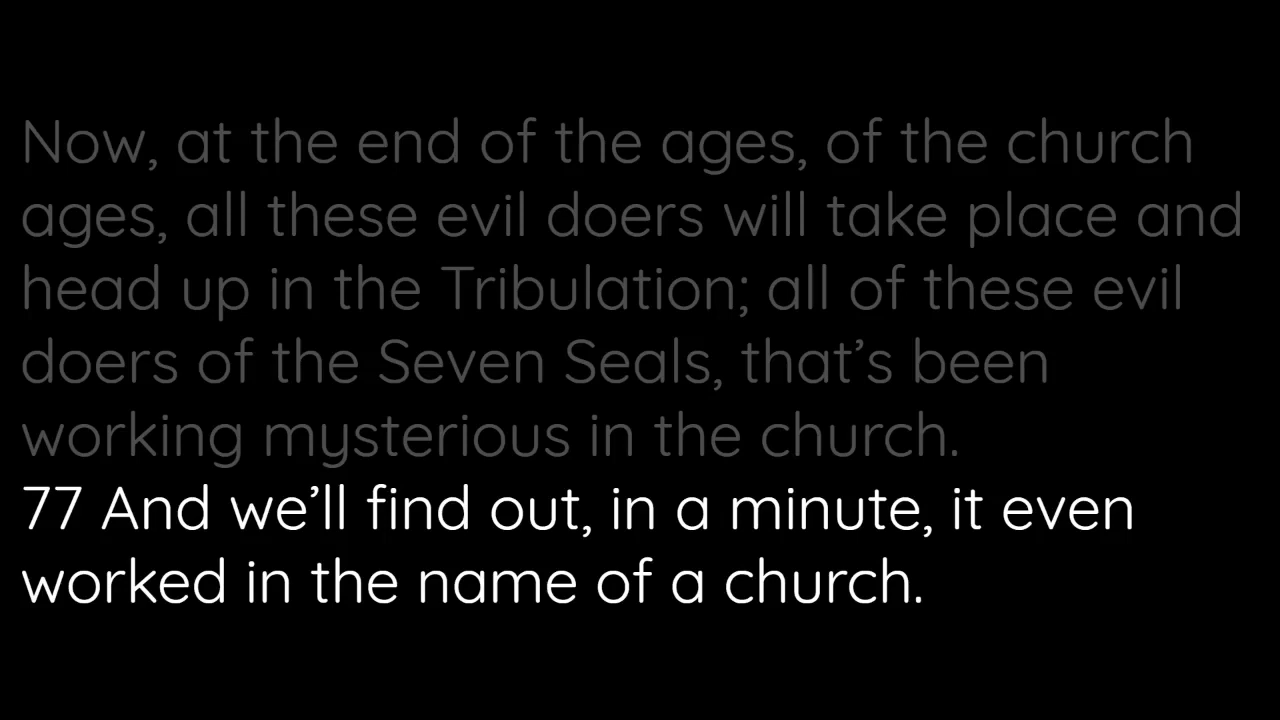 Now, at the end of the ages, of the church
ages, all these evil doers will take place and
head up in the Tribulation; all of these evil
doers of the Seven Seals, that’s been
working mysterious in the church.
77 And we’ll find out, in a minute, it even
worked in the name of a church.